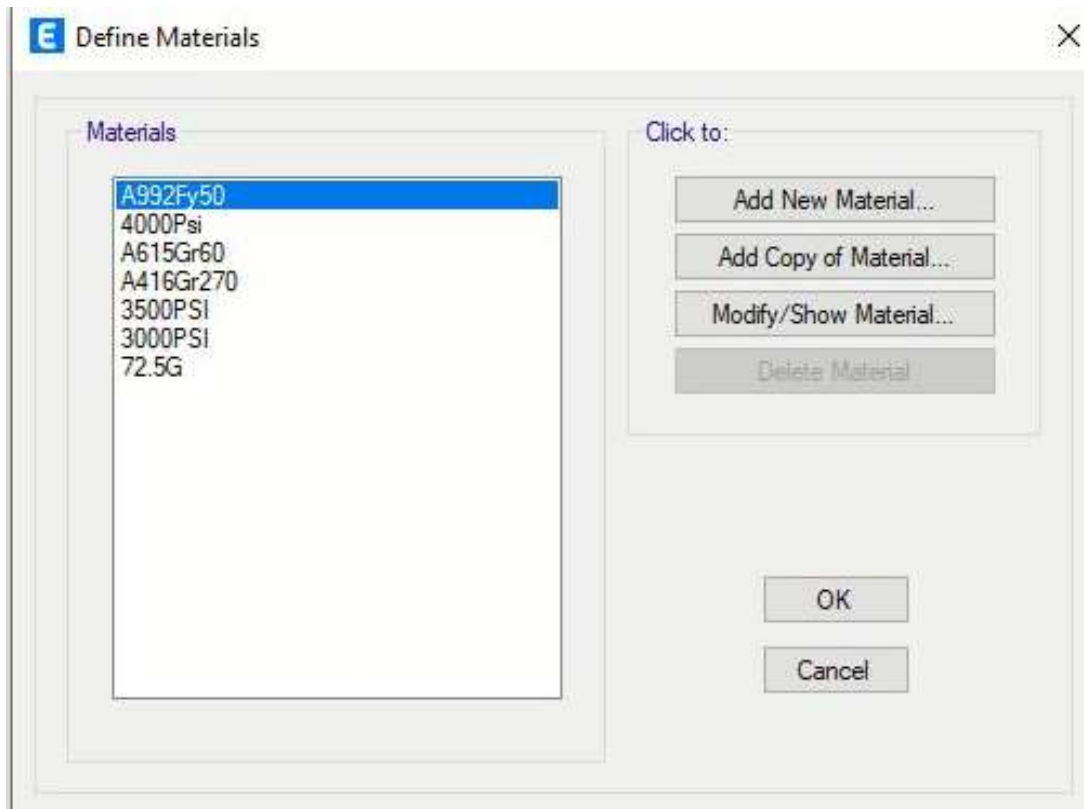 E Define Materials
Materials
A992Fy50
4000Psi
A615Gr60
A416Gr270
3500PSI
3000PSI
72.5G
Click to:
Add New Material...
Add Copy of Material...
Modify/Show Material...
Delete Material
OK
Cancel